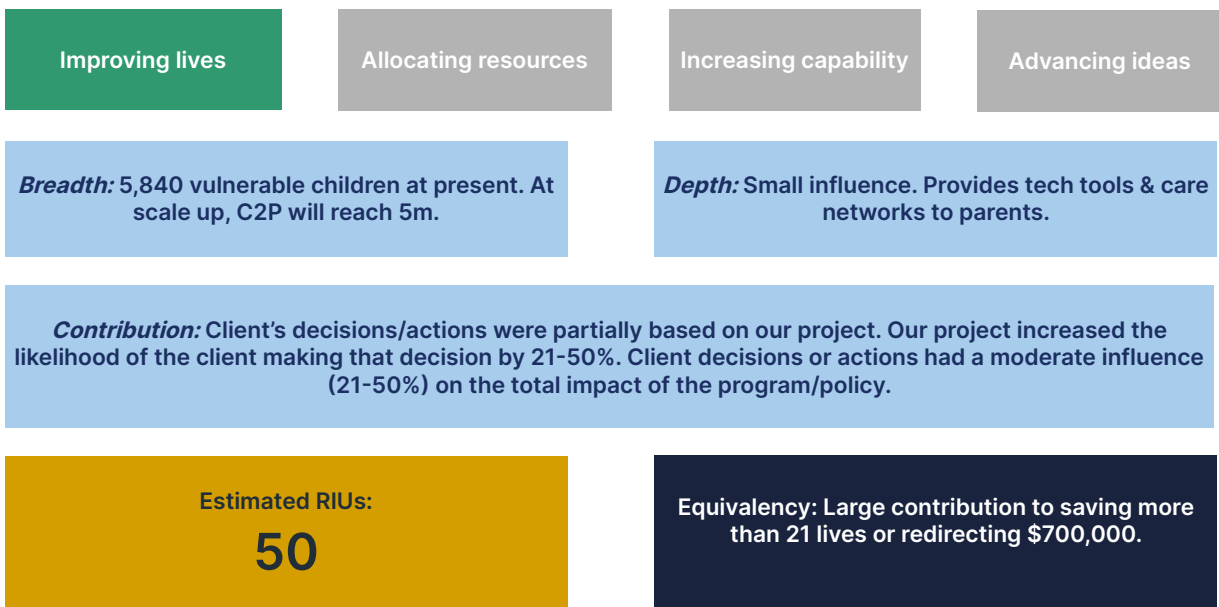 Improving lives
Allocating resources
Increasing capability
Advancing ideas
Breadth: 5,840 vulnerable children at present. At
scale up, C2P will reach 5m.
Depth: Small influence. Provides tech tools & care
networks to parents.
Contribution: Client’s decisions/actions were partially based on our project. Our project increased the
likelihood of the client making that decision by 21-50%. Client decisions or actions had a moderate influence
(21-50%) on the total impact of the program/policy.
Estimated RIUs:
50
Equivalency: Large contribution to saving more
than 21 lives or redirecting $700,000.